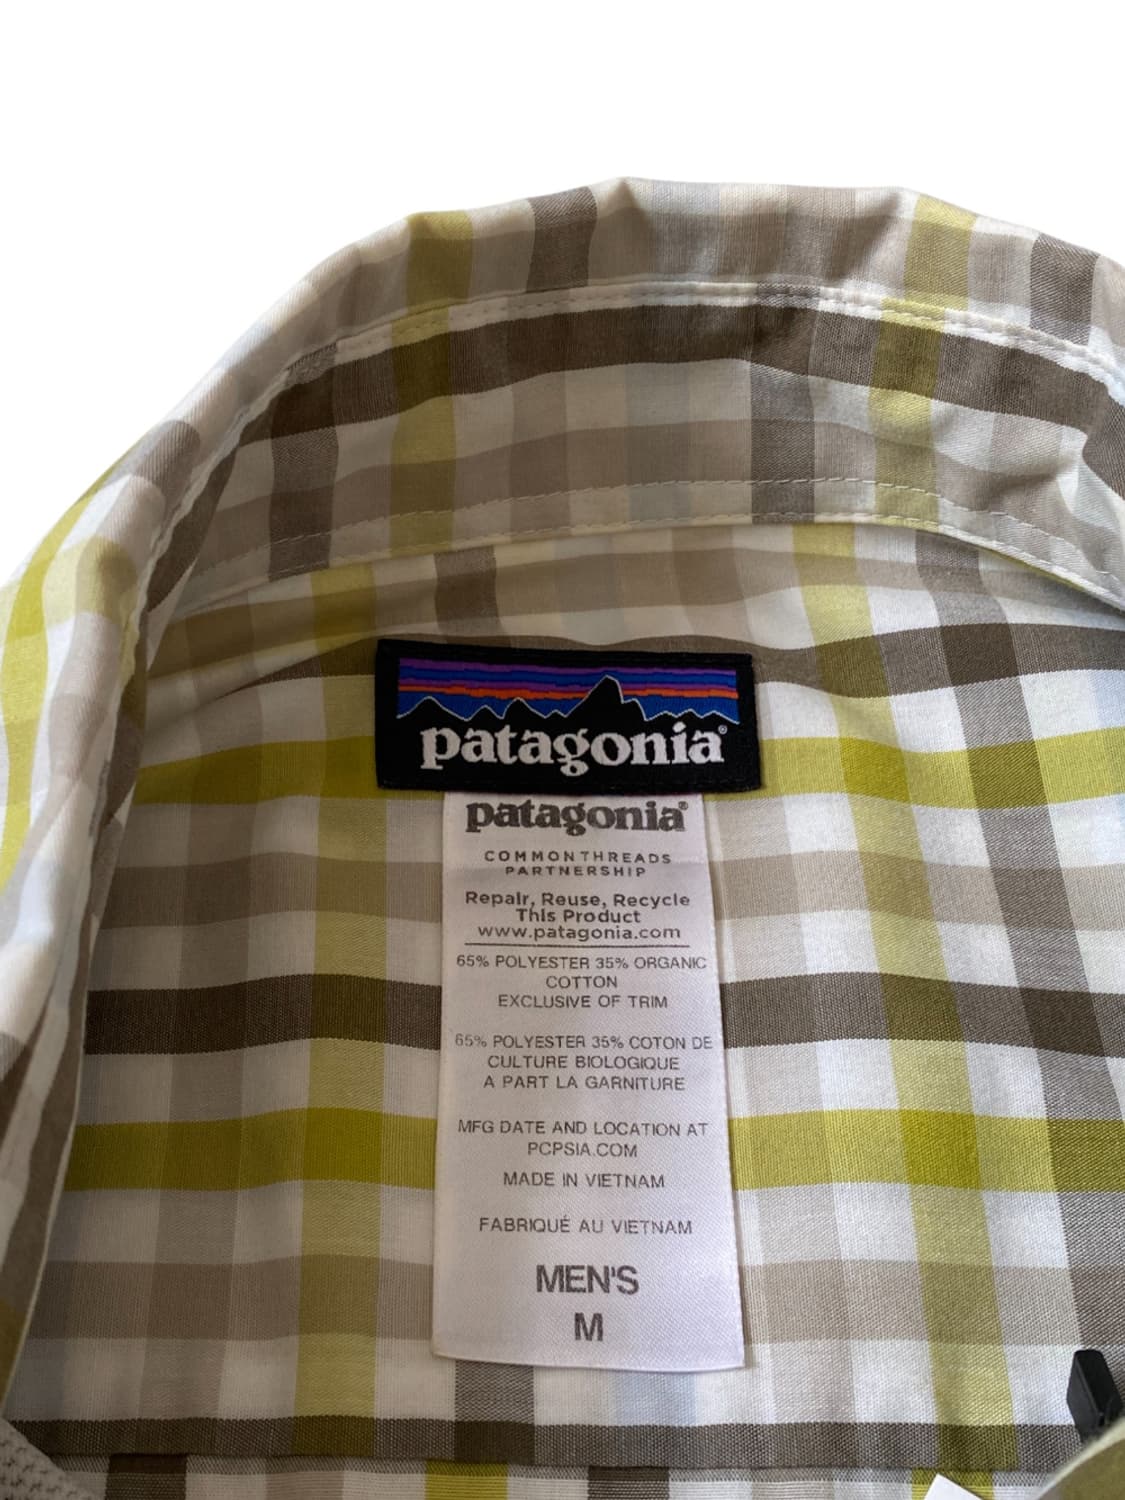 patagonia®
patagonia®
COMMONTHREADS
PARTNERSHIP
Repair, Reuse, Recycle
This Product
www.patagonia.com
65% POLYESTER 35% ORGANIC
COTTON
EXCLUSIVE OF TRIM
65% POLYESTER 35% COTON DE
CULTURE BIOLOGIQUE
A PART LA GARNITURE
MFG DATE AND LOCATION AT
PCPSIA.COM
MADE IN VIETNAM
FABRIQUÉ AU VIETNAM
MEN'S
M